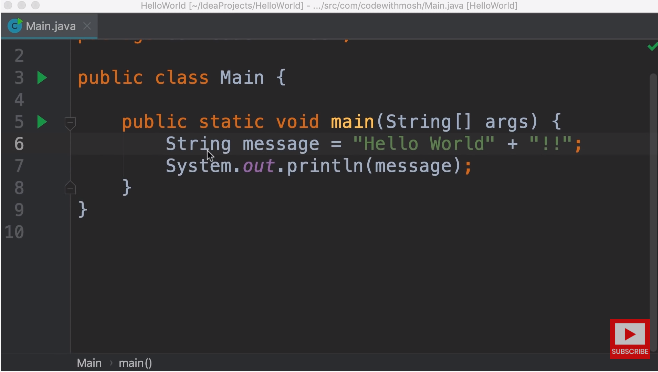 HelloWorld [~/IdeaProjects/HelloWorld] - .../src/com/codewithmosh/Main.java [HelloWorld]
Main.java
2
3 public class Main {
4
5 public static void main(String[] args) {
6 String message = "Hello World" + "!!";
7 System.out.println(message);
8 }
9 }
10
SUBSCRIBE
Main › main()